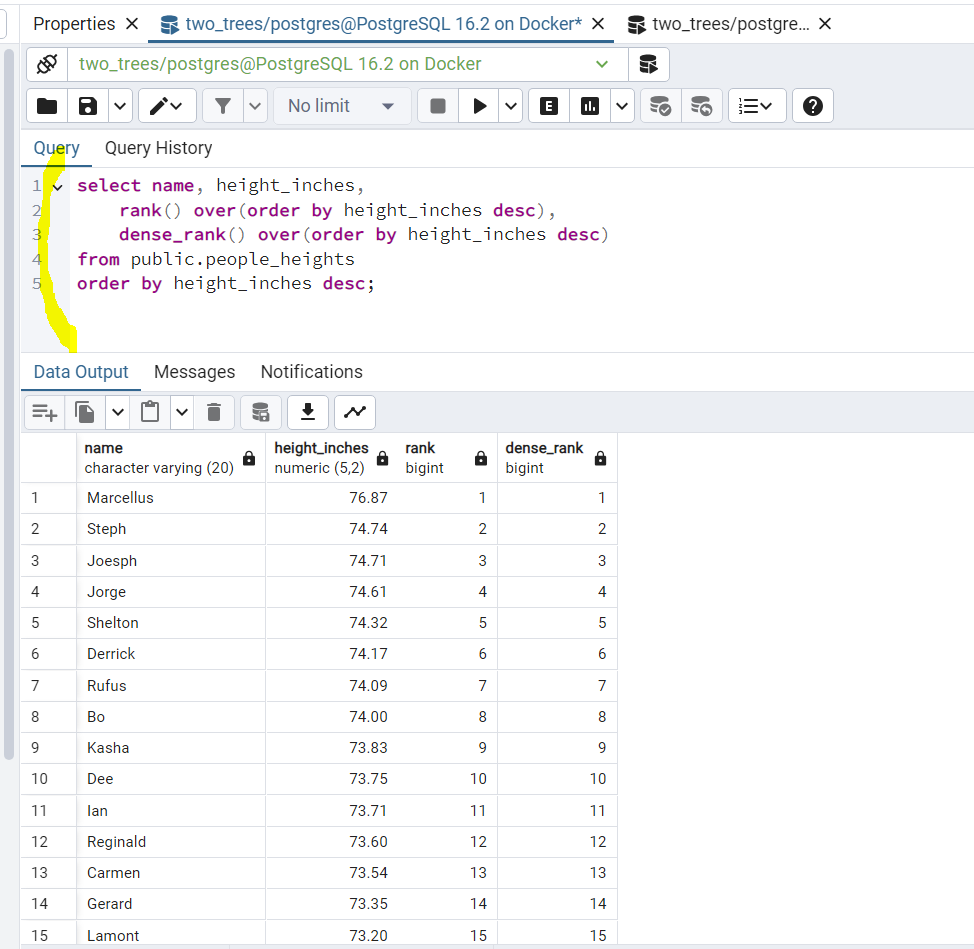 Properties two_trees/postgres@PostgreSQL 16.2 on Docker* two_trees/postgre...
two_trees/postgres@PostgreSQL 16.2 on Docker
No limit E
Query Query History
1 select name, height_inches,
2 rank() over(order by height_inches desc),
3 dense_rank() over(order by height_inches desc)
4 from public.people_heights
5 order by height_inches desc;
Data Output Messages Notifications
name height_inches rank dense_rank
character varying (20) numeric (5,2) bigint bigint
1 Marcellus 76.87 1 1
2 Steph 74.74 2 2
3 Joesph 74.71 3 3
4 Jorge 74.61 4 4
5 Shelton 74.32 5 5
6 Derrick 74.17 6 6
7 Rufus 74.09 7 7
8 Bo 74.00 8 8
9 Kasha 73.83 9 9
10 Dee 73.75 10 10
11 Ian 73.71 11 11
12 Reginald 73.60 12 12
13 Carmen 73.54 13 13
14 Gerard 73.35 14 14
15 Lamont 73.20 15 15